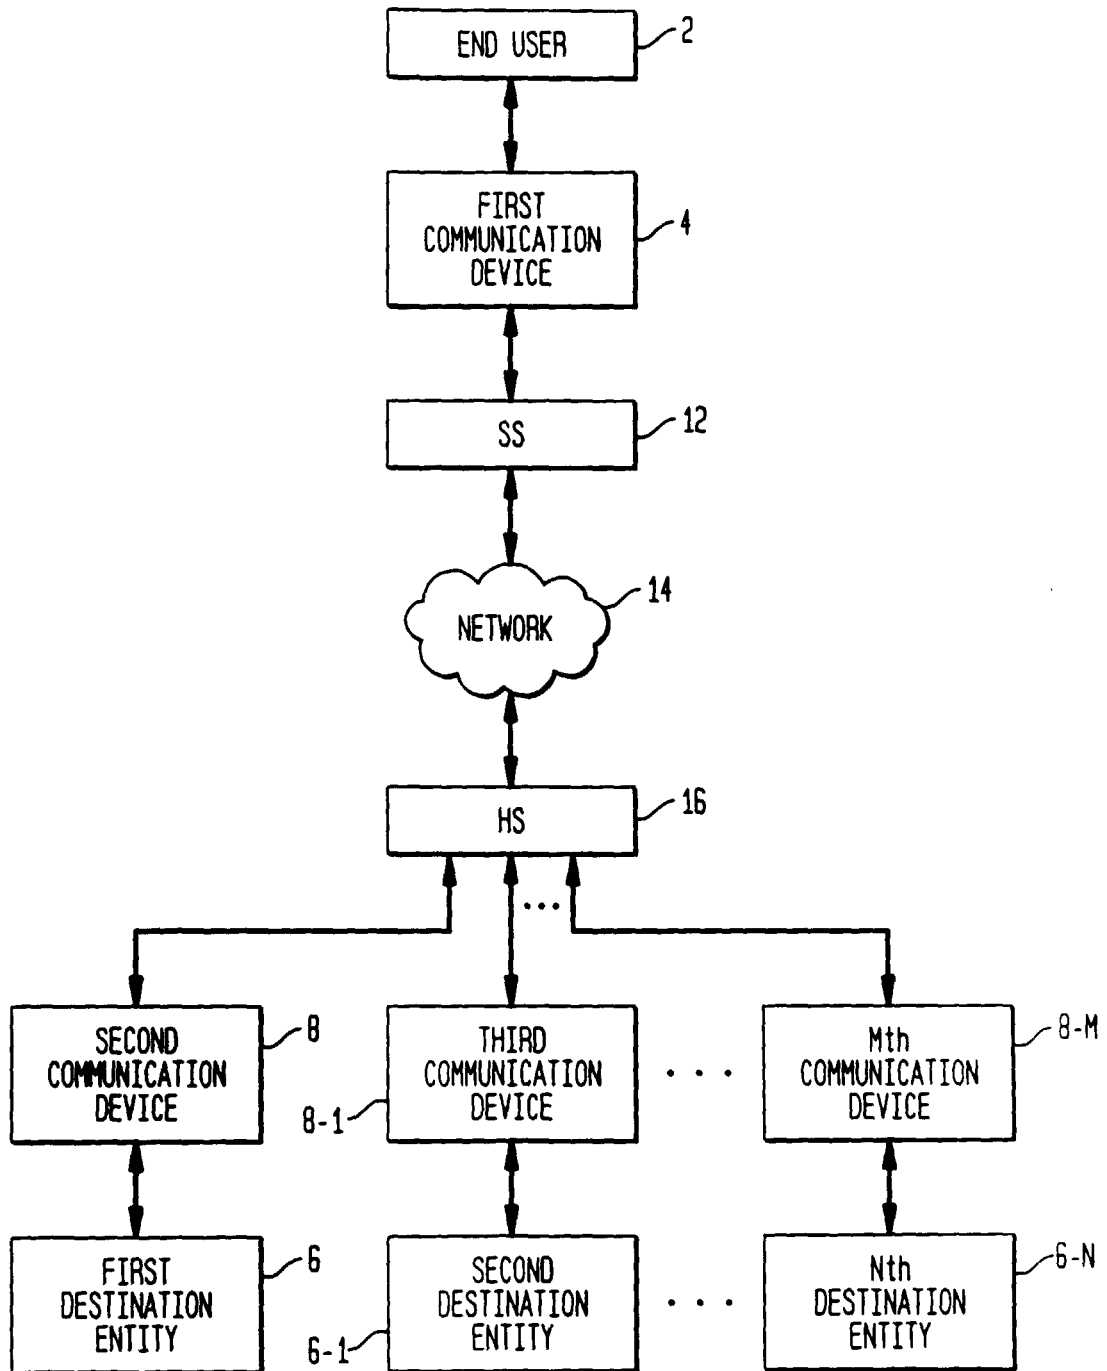 END USER
2
FIRST
COMMUNICATION
DEVICE
4
SS
12
NETWORK
14
HS
16
...
SECOND
COMMUNICATION
DEVICE
8
THIRD
COMMUNICATION
DEVICE
8-1
. . .
Mth
COMMUNICATION
DEVICE
8-M
FIRST
DESTINATION
ENTITY
6
SECOND
DESTINATION
ENTITY
6-1
. . .
Nth
DESTINATION
ENTITY
6-N